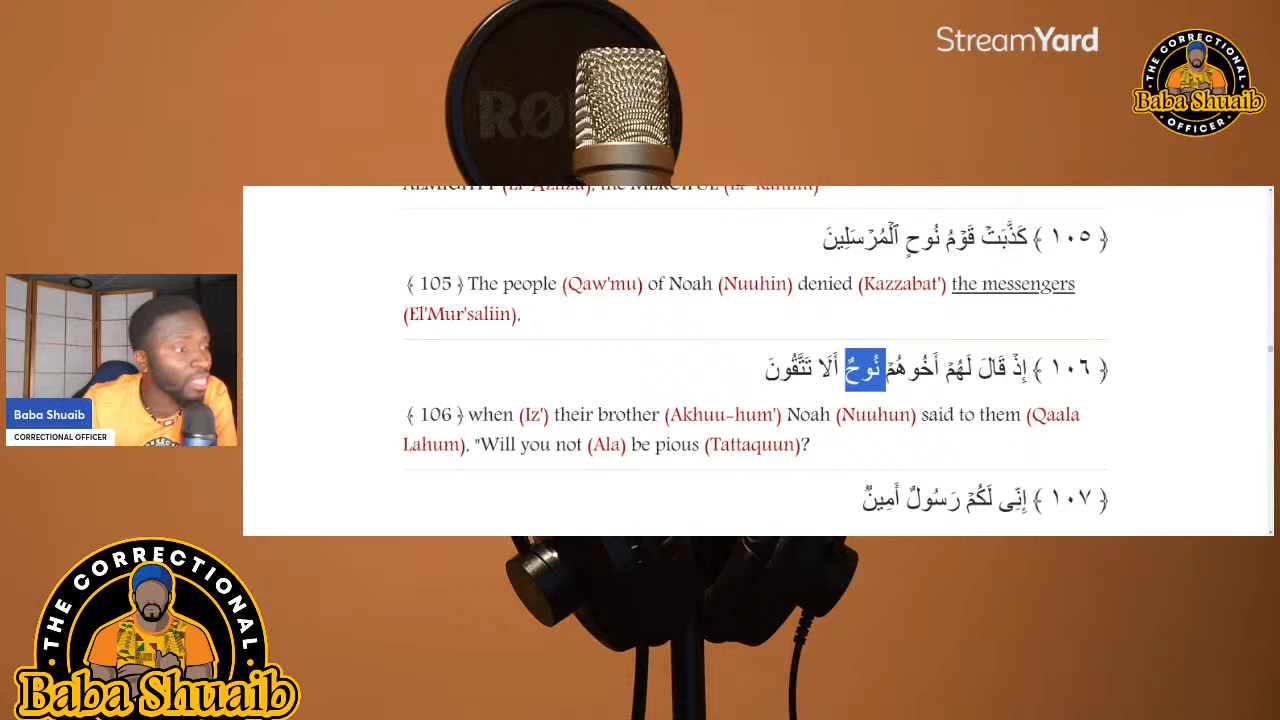 StreamYard
THE CORRECTIONAL
Baba Shuaib
OFFICER
RØ
﴿ ١٠٥ ﴾ كَذَّبَتْ قَوْمُ نُوحٍ ٱلْمُرْسَلِينَ
﴾ 105 ﴿ The people (Qaw'mu) of Noah (Nuuhin) denied (Kazzabat') the messengers
(El'Mur'saliin),
﴿ ١٠٦ ﴾ إِذْ قَالَ لَهُمْ أَخُوهُمْ نُوحٌ أَلَا تَتَّقُونَ
﴾ 106 ﴿ when (Iz') their brother (Akhuu-hum') Noah (Nuuhun) said to them (Qaala
Lahum), "Will you not (Ala) be pious (Tattaquun)?
﴿ ١٠٧ ﴾ إِنِّى لَكُمْ رَسُولٌ أَمِينٌ
Baba Shuaib
CORRECTIONAL OFFICER
THE CORRECTIONAL
Baba Shuaib